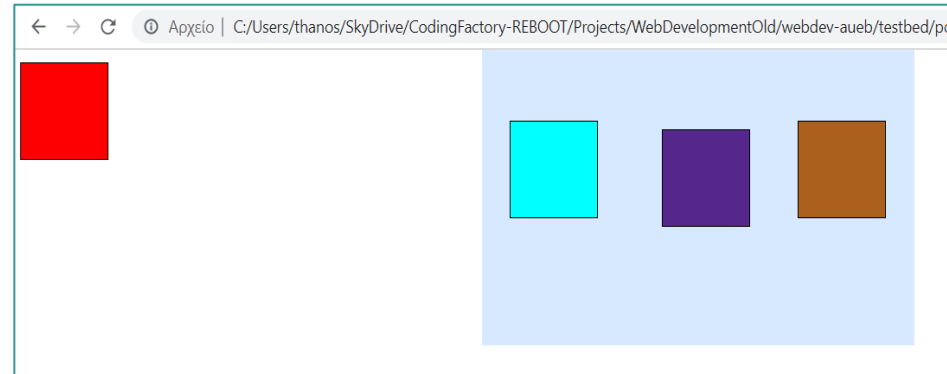 Αρχείο | C:/Users/thanos/SkyDrive/CodingFactory-REBOOT/Projects/WebDevelopmentOld/webdev-aueb/testbed/po